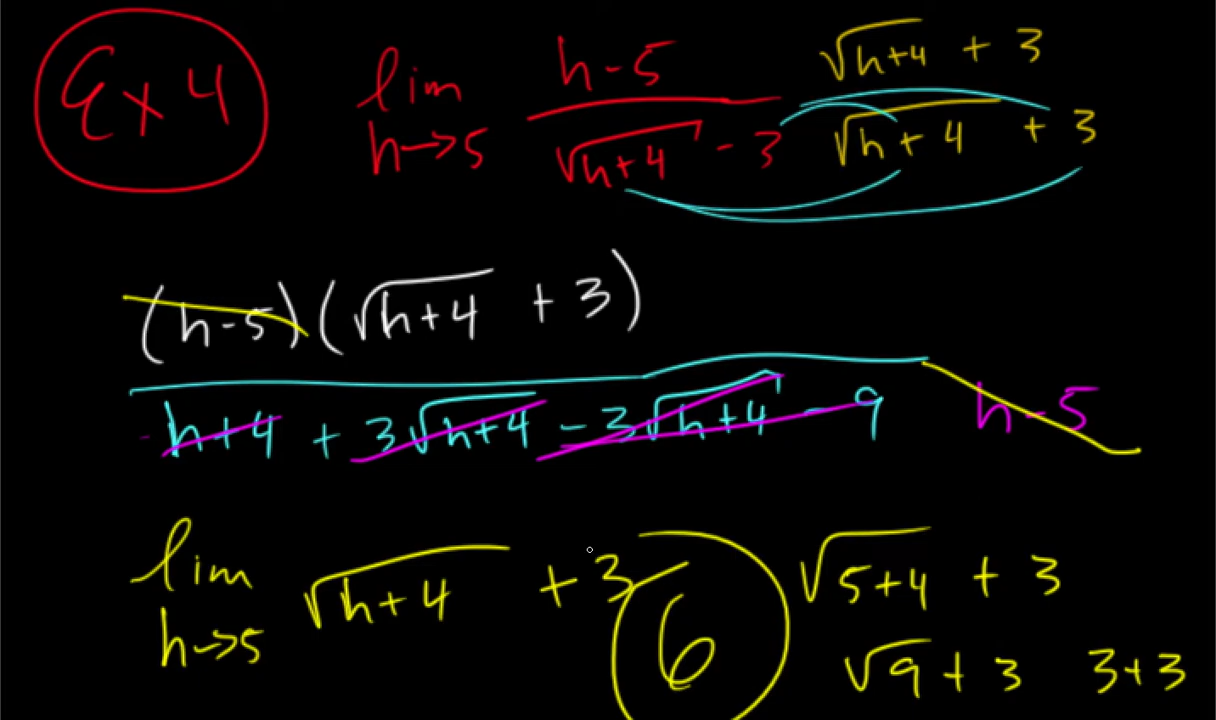 Ex 4
lim h→5 (h-5)/(√(h+4) - 3) (√(h+4) + 3)/(√(h+4) + 3)
(h-5)(√(h+4) + 3)
h+4 + 3√(h+4) - 3√(h+4) - 9 h-5
lim h→5 √(h+4) + 3 6 √(5+4) + 3
√9 + 3 3+3